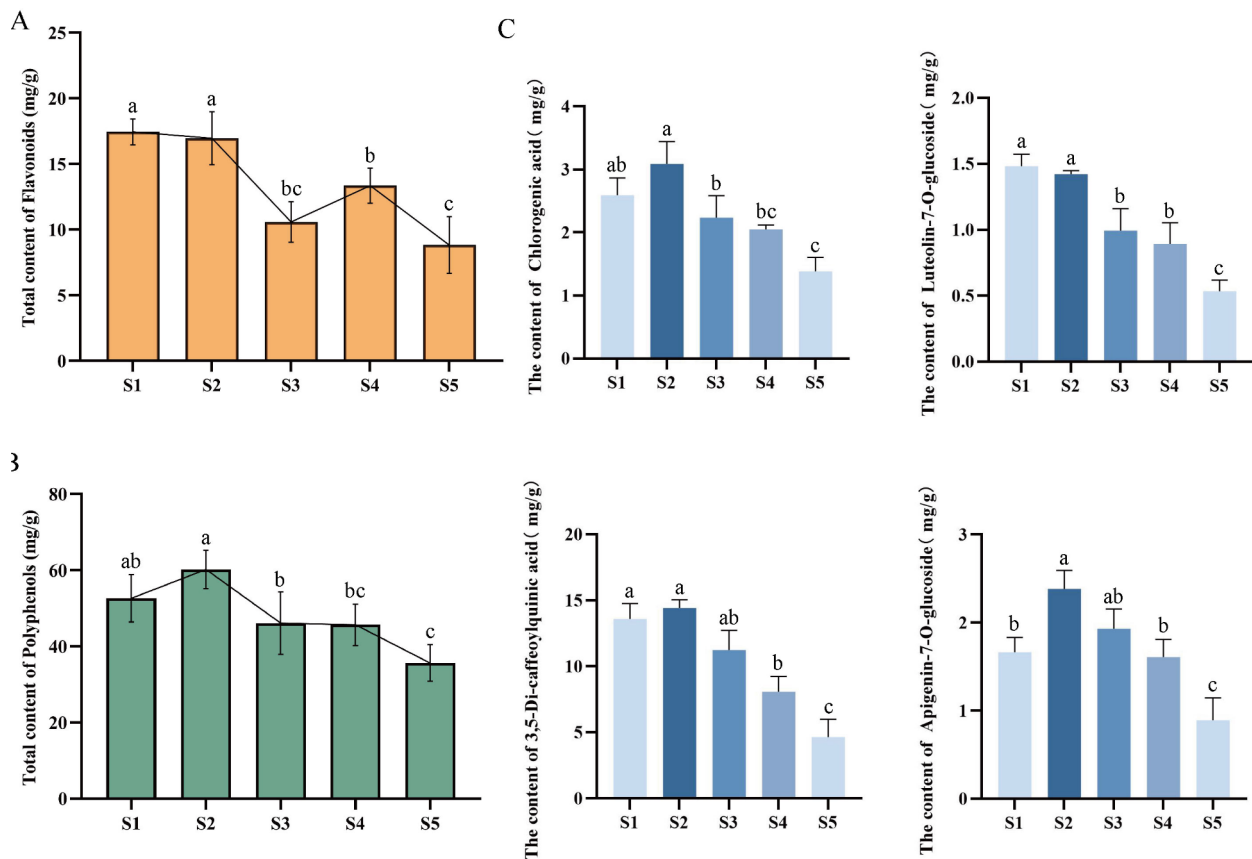 A
Total content of Flavonoids (mg/g)
25
20
15
10
5
0
a
a
bc
b
c
S1 S2 S3 S4 S5
B
Total content of Polyphenols (mg/g)
80
60
40
20
0
ab
a
b
bc
c
S1 S2 S3 S4 S5
C
The content of Chlorogenic acid( mg/g)
4
3
2
1
0
ab
a
b
bc
c
S1 S2 S3 S4 S5
The content of Luteolin-7-O-glucoside( mg/g)
2.0
1.5
1.0
0.5
0.0
a
a
b
b
c
S1 S2 S3 S4 S5
The content of 3,5-Di-caffeoylquinic acid( mg/g)
20
15
10
5
0
a
a
ab
b
c
S1 S2 S3 S4 S5
The content of Apigenin-7-O-glucoside( mg/g)
3
2
1
0
b
a
ab
b
c
S1 S2 S3 S4 S5